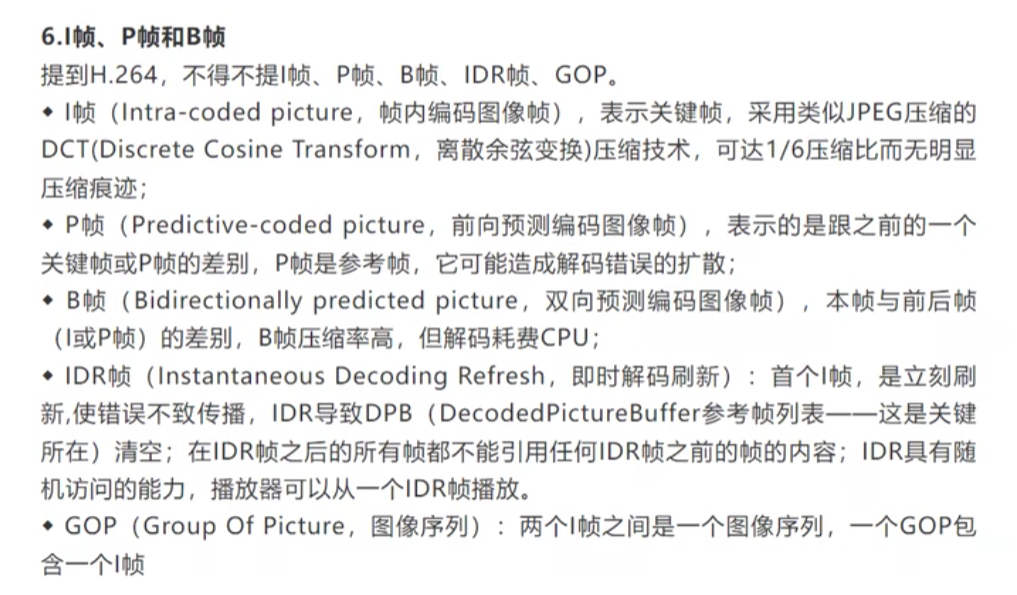 6.I帧、P帧和B帧
提到H.264，不得不提I帧、P帧、B帧、IDR帧、GOP。
◆ I帧（Intra-coded picture，帧内编码图像帧），表示关键帧，采用类似JPEG压缩的
DCT(Discrete Cosine Transform，离散余弦变换)压缩技术，可达1/6压缩比而无明显
压缩痕迹；
◆ P帧（Predictive-coded picture，前向预测编码图像帧），表示的是跟之前的一个
关键帧或P帧的差别，P帧是参考帧，它可能造成解码错误的扩散；
◆ B帧（Bidirectionally predicted picture，双向预测编码图像帧），本帧与前后帧
（I或P帧）的差别，B帧压缩率高，但解码耗费CPU；
◆ IDR帧（Instantaneous Decoding Refresh，即时解码刷新）：首个I帧，是立刻刷
新,使错误不致传播，IDR导致DPB（DecodedPictureBuffer参考帧列表——这是关键
所在）清空；在IDR帧之后的所有帧都不能引用任何IDR帧之前的帧的内容；IDR具有随
机访问的能力，播放器可以从一个IDR帧播放。
◆ GOP（Group Of Picture，图像序列）：两个I帧之间是一个图像序列，一个GOP包
含一个I帧